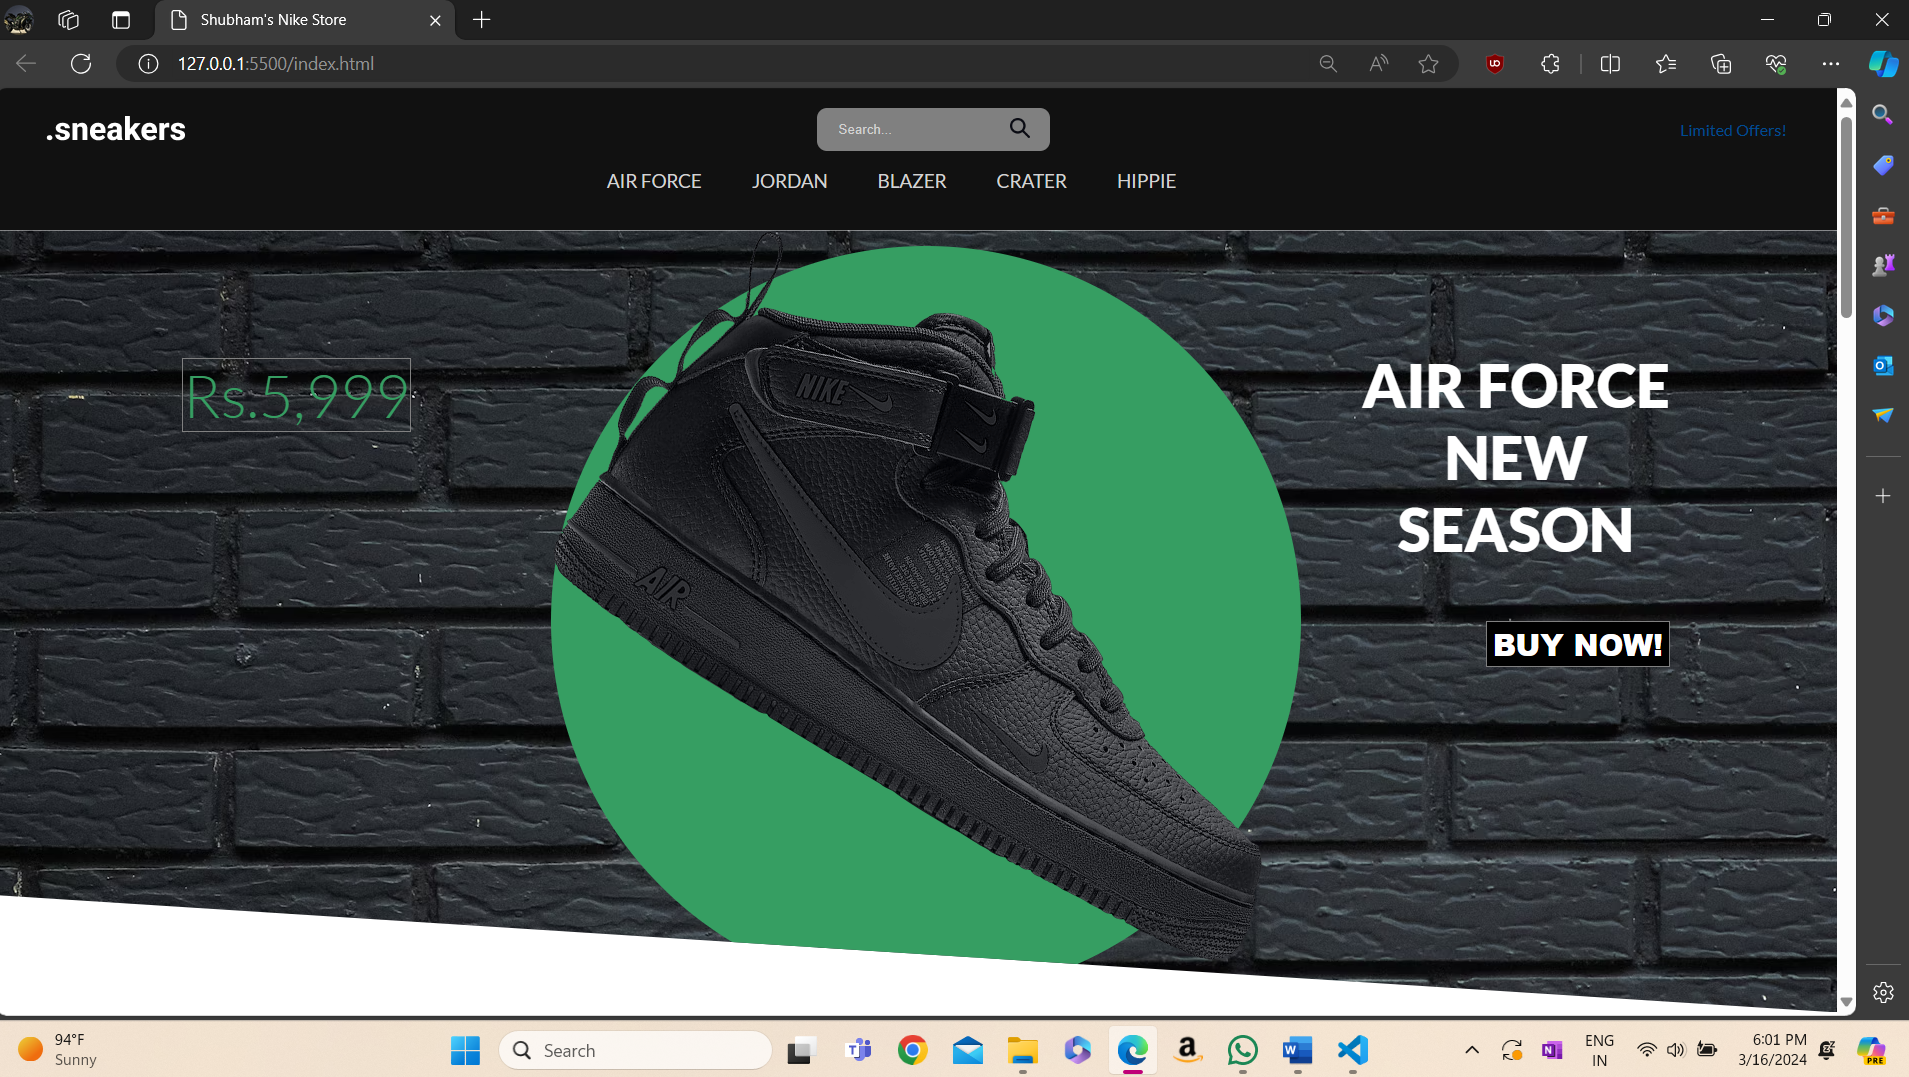 Shubham's Nike Store
127.0.0.1:5500/index.html
.sneakers
Search...
Limited Offers!
AIR FORCE
JORDAN
BLAZER
CRATER
HIPPIE
Rs.5,999
NIKE
AIR
AIR FORCE
NEW
SEASON
BUY NOW!
94°F
Sunny
Search
ENG
IN
6:01 PM
3/16/2024
PRE